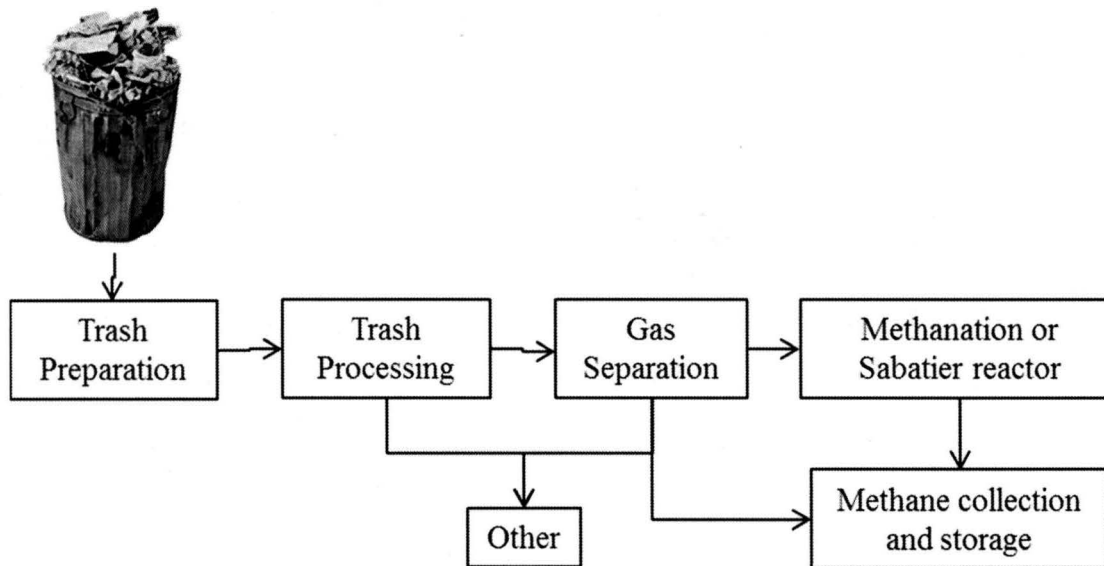 Trash
Preparation
Trash
Processing
Gas
Separation
Methanation or
Sabatier reactor
Other
Methane collection
and storage